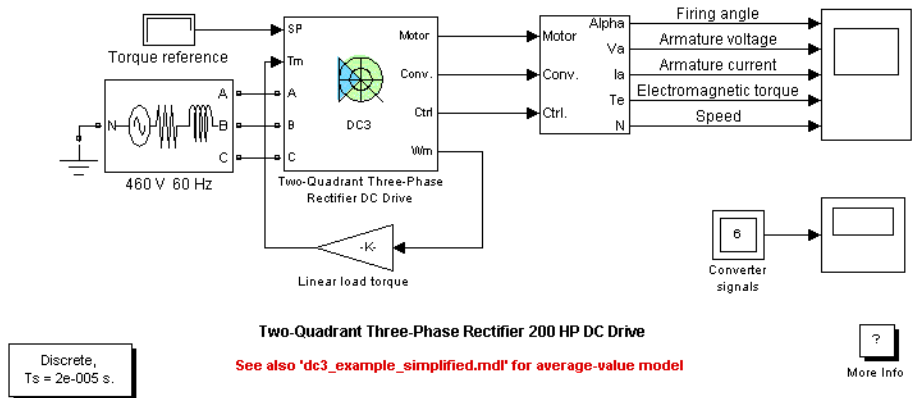 Torque reference
N
A
B
C
460 V 60 Hz
SP
Tm
A
B
C
Motor
Conv.
Ctrl
Wm
DC3
Two-Quadrant Three-Phase
Rectifier DC Drive
-K-
Linear load torque
Motor
Conv.
Ctrl.
Alpha
Va
Ia
Te
N
Firing angle
Armature voltage
Armature current
Electromagnetic torque
Speed
6
Converter
signals
Two-Quadrant Three-Phase Rectifier 200 HP DC Drive
See also 'dc3_example_simplified.mdl' for average-value model
Discrete,
Ts = 2e-005 s.
?
More Info